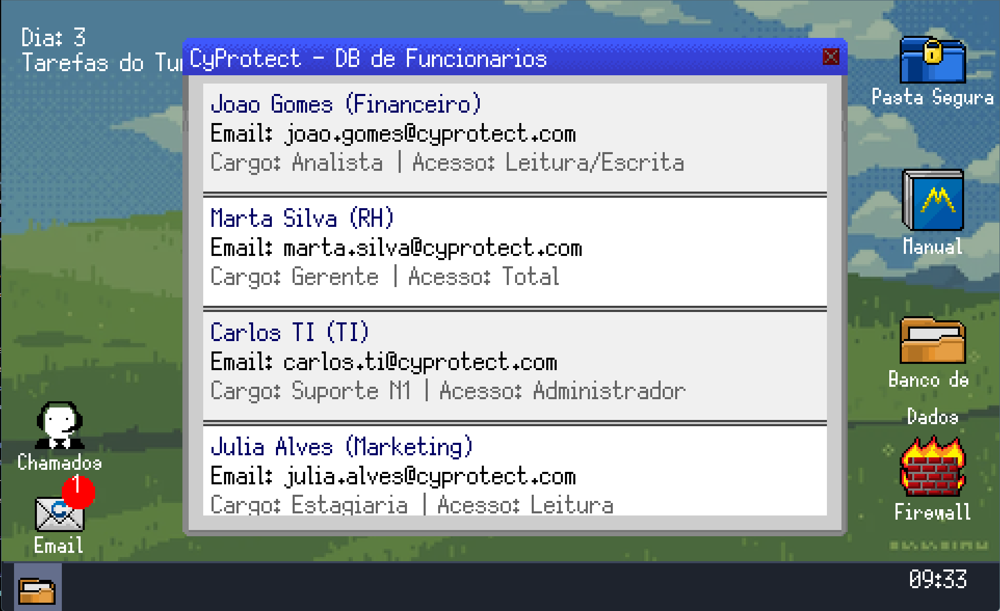 Dia: 3
Tarefas do Tu
CyProtect - DB de Funcionarios
Joao Gomes (Financeiro)
Email: joao.gomes@cyprotect.com
Cargo: Analista | Acesso: Leitura/Escrita
Marta Silva (RH)
Email: marta.silva@cyprotect.com
Cargo: Gerente | Acesso: Total
Carlos TI (TI)
Email: carlos.ti@cyprotect.com
Cargo: Suporte N1 | Acesso: Administrador
Julia Alves (Marketing)
Email: julia.alves@cyprotect.com
Cargo: Estagiaria | Acesso: Leitura
Pasta Segura
Manual
Banco de
Dados
Firewall
Chamados
1
Email
09:33